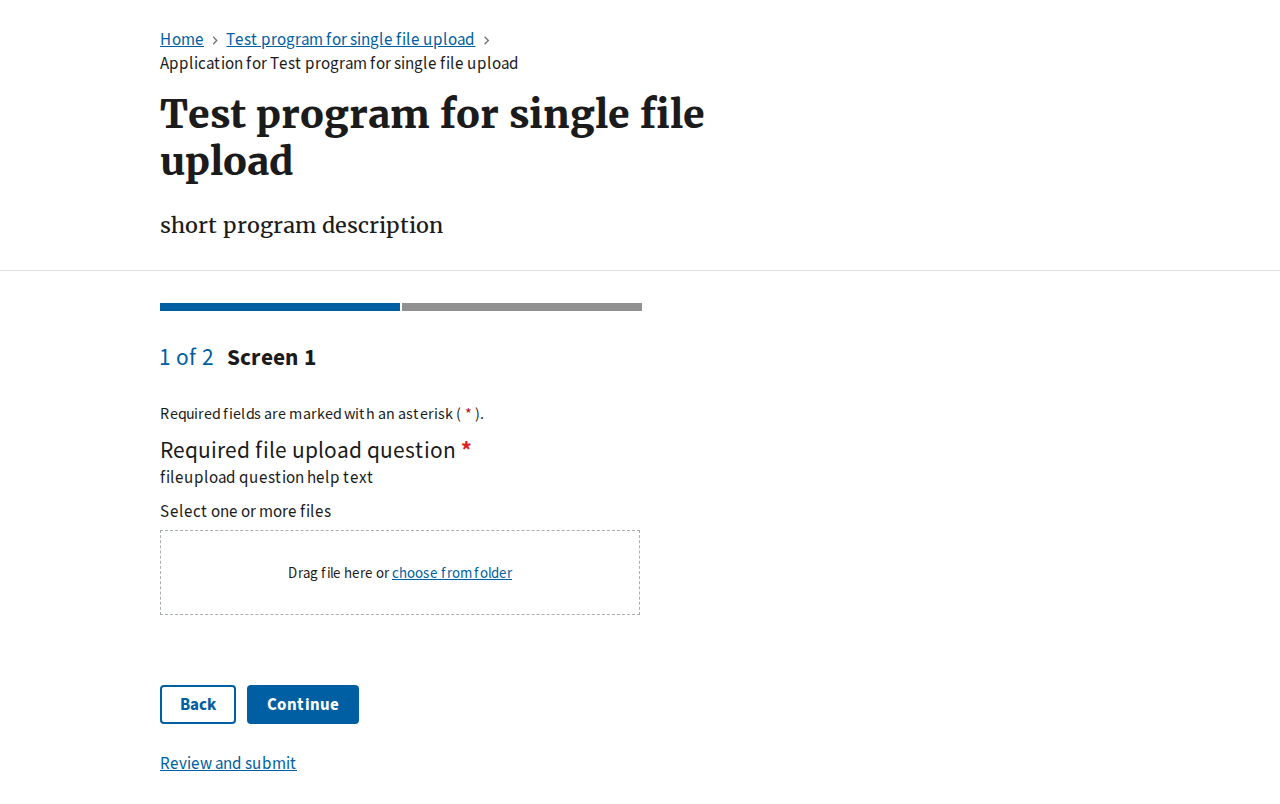 Home > Test program for single file upload >
Application for Test program for single file upload
Test program for single file
upload
short program description
1 of 2 Screen 1
Required fields are marked with an asterisk ( * ).
Required file upload question *
fileupload question help text
Select one or more files
Drag file here or choose from folder
Back Continue
Review and submit